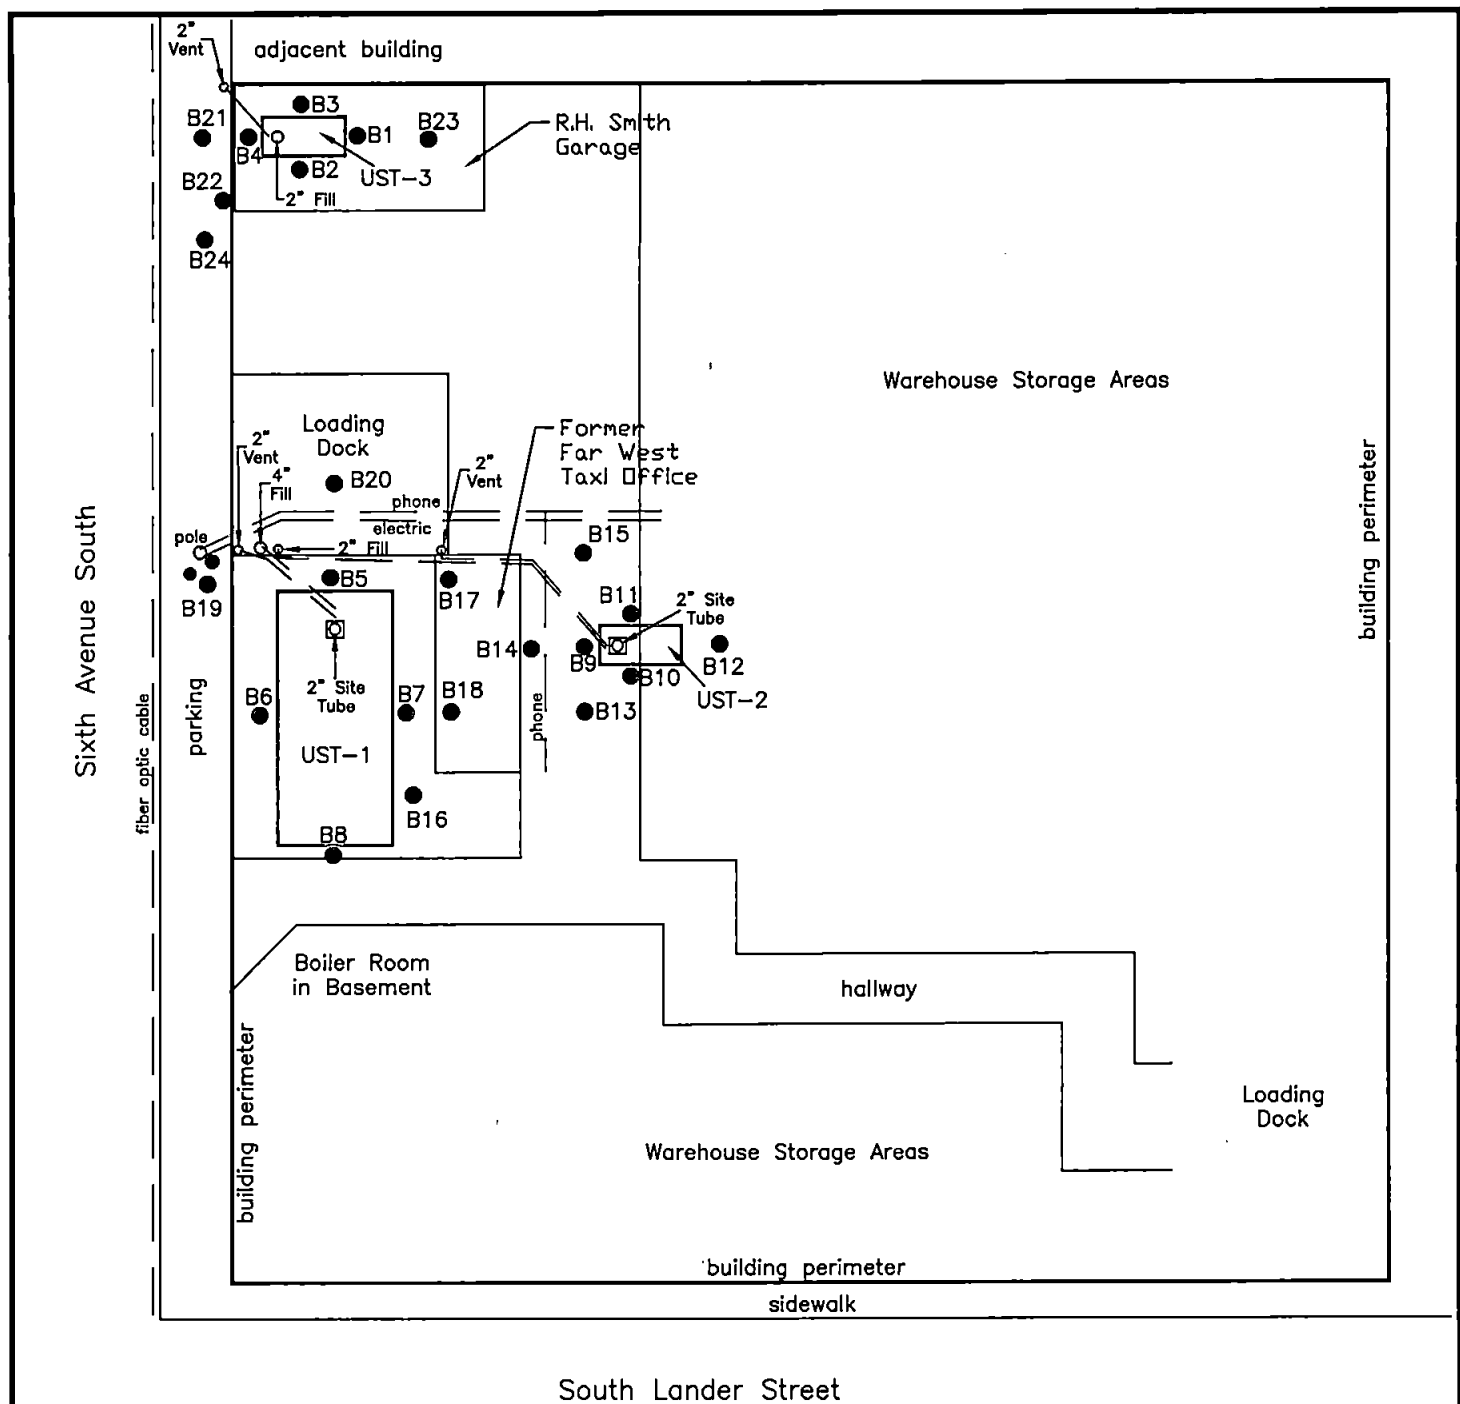 2" Vent
adjacent building
B3
B21
B4
B1
B23
R.H. Smith
Garage
B2
UST-3
B22
2" Fill
B24
Warehouse Storage Areas
Loading
Dock
Former
Far West
Taxi Office
2"
Vent
4"
Fill
B20
2"
Vent
phone
electric
pole
2" Fill
B15
B5
B19
B17
B11
2" Site
Tube
B14
B9
B12
B10
UST-2
2" Site
Tube
B6
B7
B18
B13
phone
UST-1
B16
B8
Sixth Avenue South
fiber optic cable
parking
building perimeter
Boiler Room
in Basement
hallway
building perimeter
Loading
Dock
Warehouse Storage Areas
building perimeter
sidewalk
South Lander Street